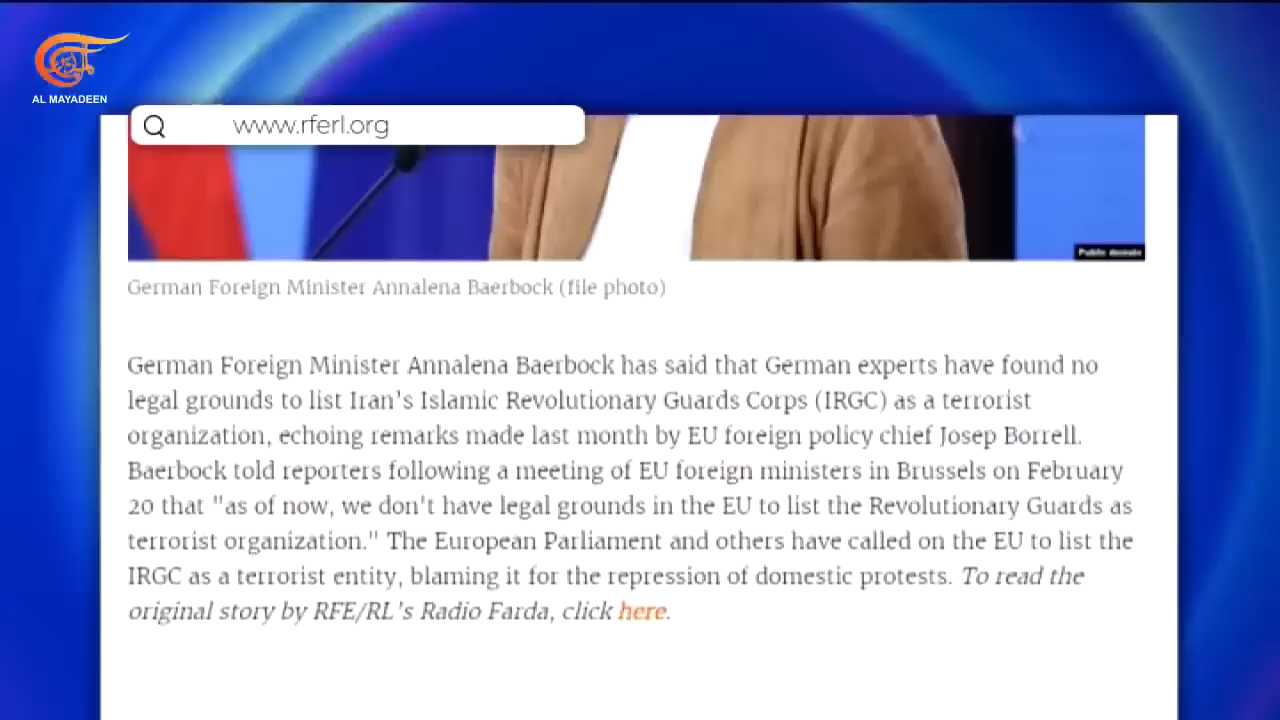 AL MAYADEEN
www.rferl.org
Public domain
German Foreign Minister Annalena Baerbock (file photo)
German Foreign Minister Annalena Baerbock has said that German experts have found no
legal grounds to list Iran’s Islamic Revolutionary Guards Corps (IRGC) as a terrorist
organization, echoing remarks made last month by EU foreign policy chief Josep Borrell.
Baerbock told reporters following a meeting of EU foreign ministers in Brussels on February
20 that "as of now, we don't have legal grounds in the EU to list the Revolutionary Guards as
terrorist organization." The European Parliament and others have called on the EU to list the
IRGC as a terrorist entity, blaming it for the repression of domestic protests. To read the
original story by RFE/RL’s Radio Farda, click here.